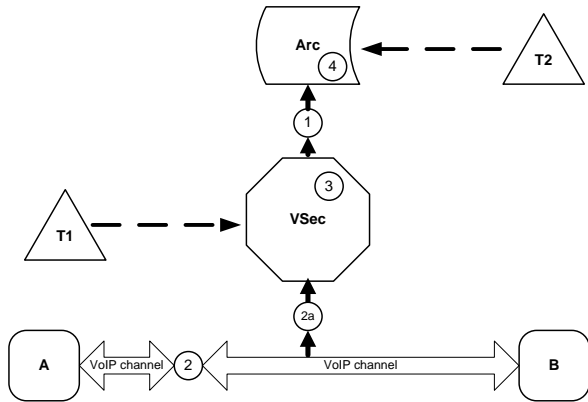 Arc
T2
4
1
3
VSec
T1
2a
A
VoIP channel
2
VoIP channel
B